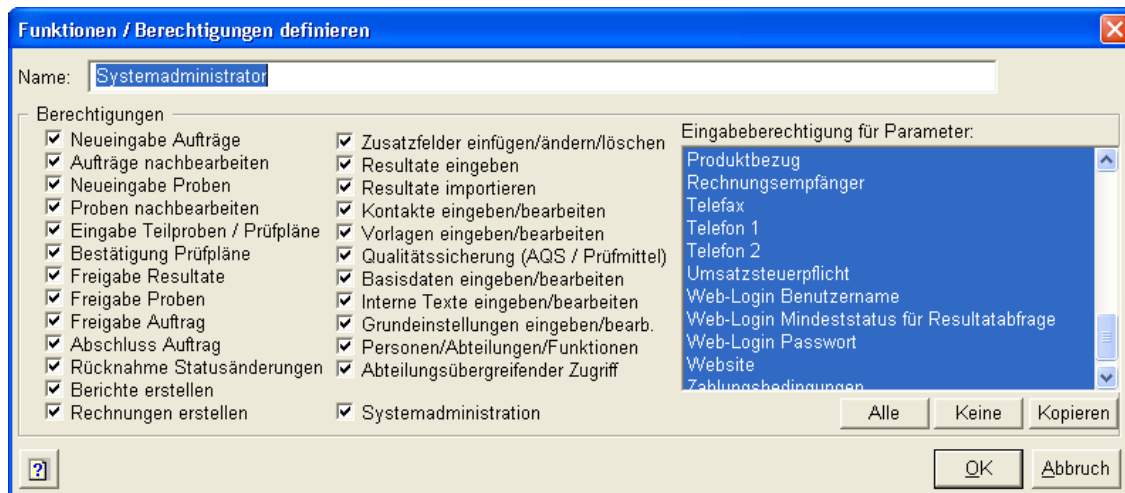 Funktionen / Berechtigungen definieren
Name: Systemadministrator
Berechtigungen
Neueingabe Aufträge
Aufträge nachbearbeiten
Neueingabe Proben
Proben nachbearbeiten
Eingabe Teilproben / Prüfpläne
Bestätigung Prüfpläne
Freigabe Resultate
Freigabe Proben
Freigabe Auftrag
Abschluss Auftrag
Rücknahme Statusänderungen
Berichte erstellen
Rechnungen erstellen
Zusatzfelder einfügen/ändern/löschen
Resultate eingeben
Resultate importieren
Kontakte eingeben/bearbeiten
Vorlagen eingeben/bearbeiten
Qualitätssicherung (AQS / Prüfmittel)
Basisdaten eingeben/bearbeiten
Interne Texte eingeben/bearbeiten
Grundeinstellungen eingeben/bearb.
Personen/Abteilungen/Funktionen
Abteilungsübergreifender Zugriff
Systemadministration
Eingabeberechtigung für Parameter:
Produktbezug
Rechnungsempfänger
Telefax
Telefon 1
Telefon 2
Umsatzsteuerpflicht
Web-Login Benutzername
Web-Login Mindeststatus für Resultatabfrage
Web-Login Passwort
Website
Zahlungsbedingungen
Alle Keine Kopieren
? OK Abbruch